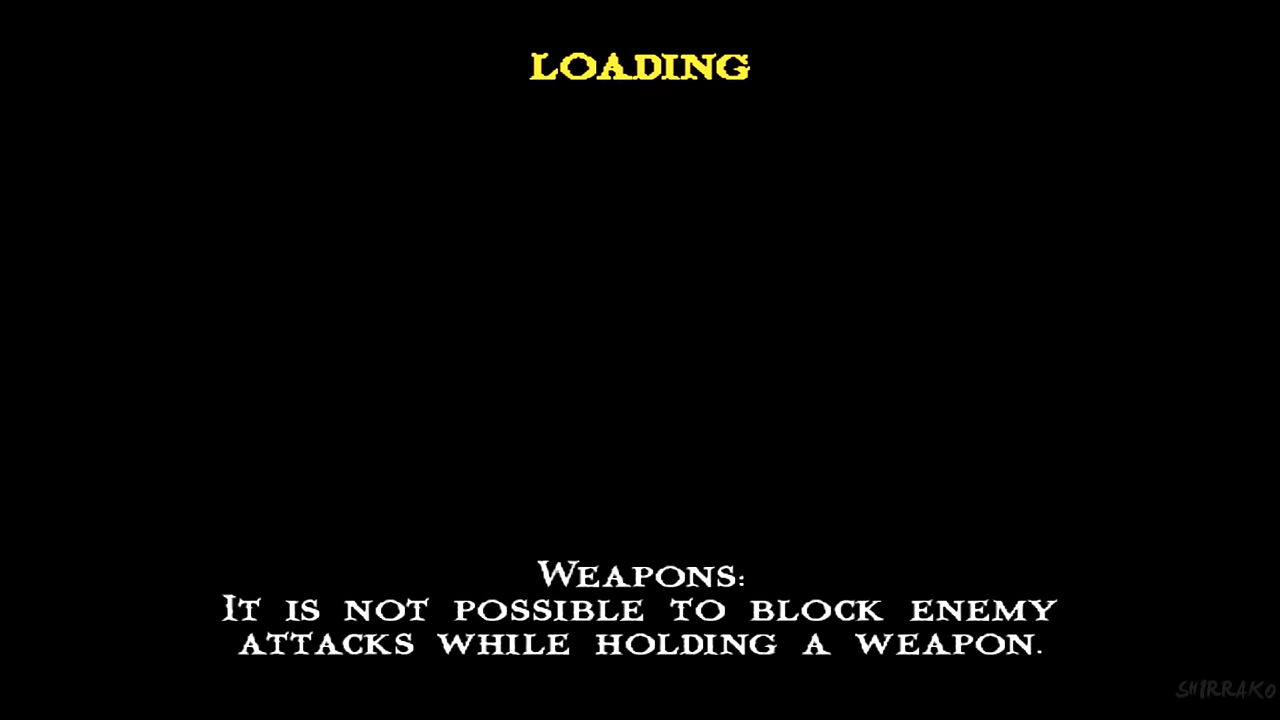 LOADING
WEAPONS:
IT IS NOT POSSIBLE TO BLOCK ENEMY
ATTACKS WHILE HOLDING A WEAPON.
SHIRRAKO